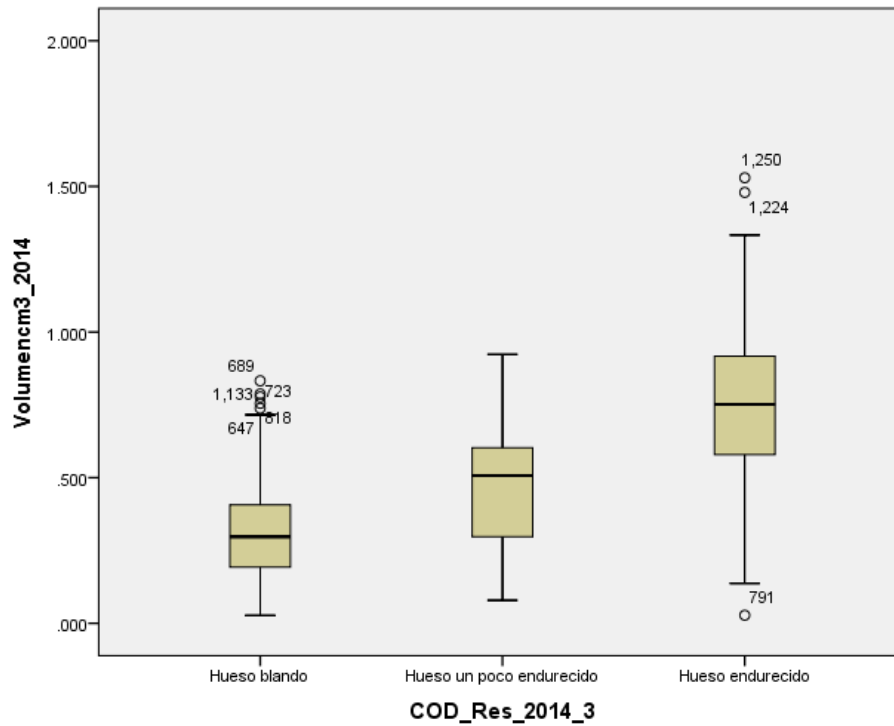 2.000
1.500
1.000
.500
.000
Volumencm3_2014
1,250
1,224
689
1,133
723
647
818
791
Hueso blando
Hueso un poco endurecido
Hueso endurecido
COD_Res_2014_3